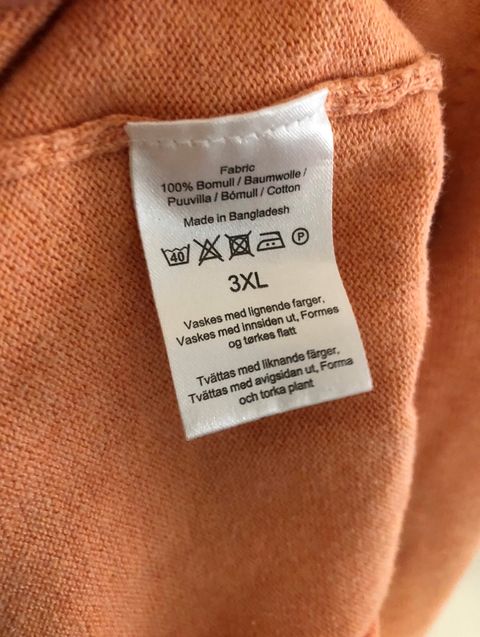 Fabric
100% Bomull / Baumwolle /
Puuvilla / Bómull / Cotton
Made in Bangladesh
40 P
3XL
Vaskes med lignende farger,
Vaskes med innsiden ut, Formes
og tørkes flatt
Tvättas med liknande färger,
Tvättas med avigsidan ut, Forma
och torka plant